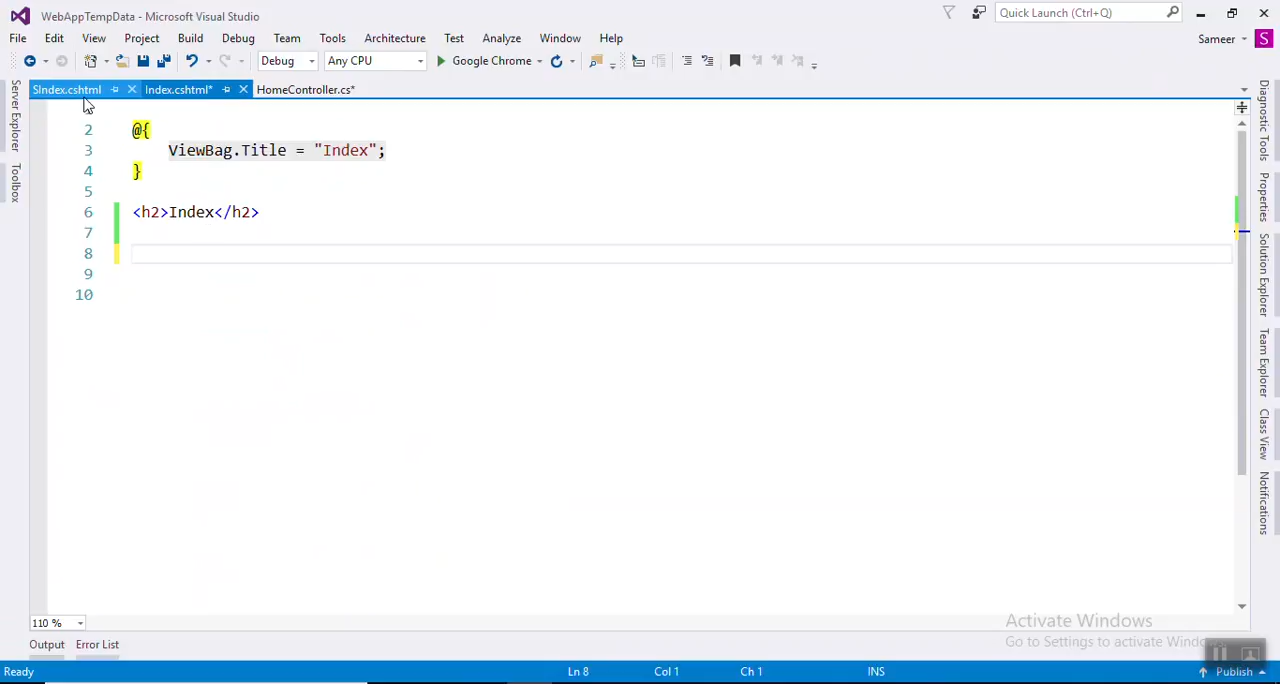 WebAppTempData - Microsoft Visual Studio
Quick Launch (Ctrl+Q)
File Edit View Project Build Debug Team Tools Architecture Test Analyze Window Help
Sameer S
Debug Any CPU Google Chrome
SIndex.cshtml Index.cshtml* HomeController.cs*
Server Explorer
Toolbox
2 @{
3 ViewBag.Title = "Index";
4 }
5
6 <h2>Index</h2>
7
8
9
10
Diagnostic Tools
Properties
Solution Explorer
Team Explorer
Class View
Notifications
110 %
Activate Windows
Go to Settings to activate Windows.
Output Error List
Ready Ln 8 Col 1 Ch 1 INS Publish